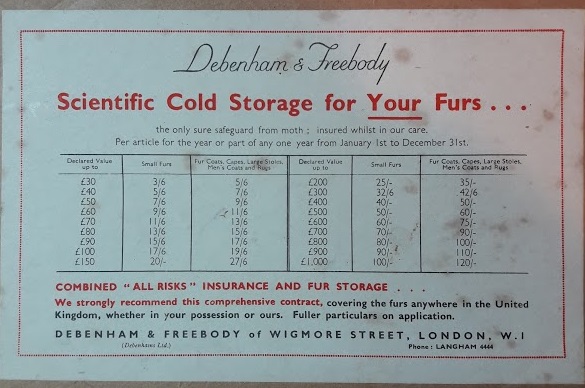 Debenham & Freebody
Scientific Cold Storage for Your Furs . . .
the only sure safeguard from moth ; insured whilst in our care.
Per article for the year or part of any one year from January 1st to December 31st.
Declared Value up to Small Furs Fur Coats, Capes, Large Stoles, Men's Coats and Rugs Declared Value up to Small Furs Fur Coats, Capes, Large Stoles, Men's Coats and Rugs
£30 3/6 5/6 £200 25/- 35/-
£40 5/6 7/6 £300 32/6 42/6
£50 7/6 9/6 £400 40/- 50/-
£60 9/6 11/6 £500 50/- 60/-
£70 11/6 13/6 £600 60/- 75/-
£80 13/6 15/6 £700 70/- 90/-
£90 15/6 17/6 £800 80/- 100/-
£100 17/6 19/6 £900 90/- 110/-
£150 20/- 27/6 £1,000 100/- 120/-
COMBINED "ALL RISKS" INSURANCE AND FUR STORAGE . . .
We strongly recommend this comprehensive contract, covering the furs anywhere in the United
Kingdom, whether in your possession or ours. Fuller particulars on application.
DEBENHAM & FREEBODY of WIGMORE STREET, LONDON, W.1
(Debenhams Ltd.) Phone : LANGHAM 4444